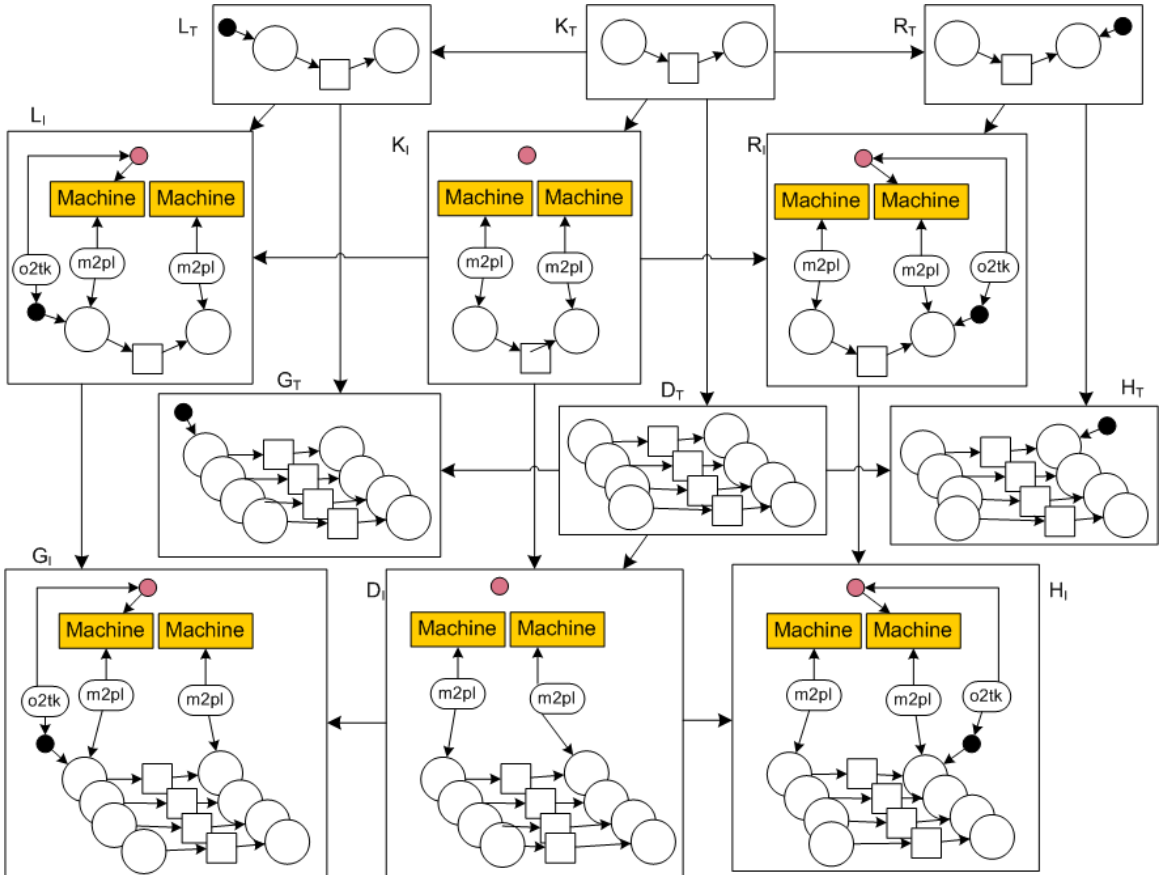 L_T
K_T
R_T
L_I
K_I
R_I
Machine Machine
Machine Machine
Machine Machine
o2tk m2pl m2pl
m2pl m2pl
m2pl m2pl o2tk
G_T
D_T
H_T
G_I
D_I
H_I
Machine Machine
Machine Machine
Machine Machine
o2tk m2pl m2pl
m2pl m2pl
m2pl m2pl o2tk